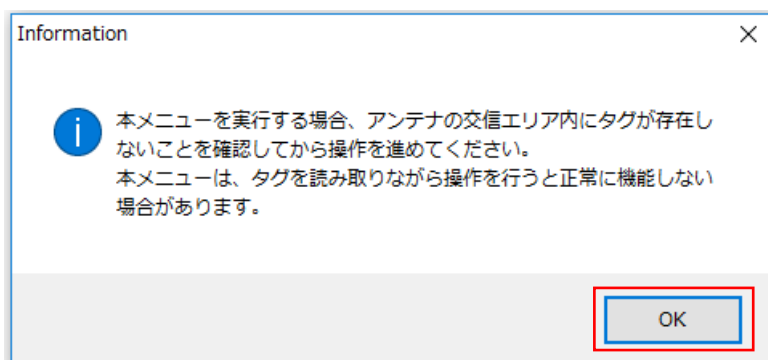 Information
本メニューを実行する場合、アンテナの交信エリア内にタグが存在し
ないことを確認してから操作を進めてください。
本メニューは、タグを読み取りながら操作を行うと正常に機能しない
場合があります。
OK